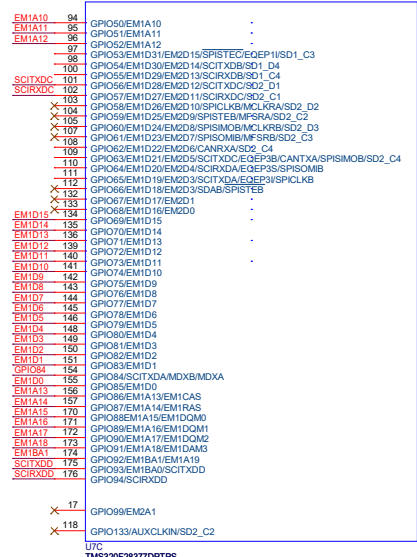 EM1A10 94 GPIO50/EM1A10
EM1A11 95 GPIO51/EM1A11
EM1A12 96 GPIO52/EM1A12
97 GPIO53/EM1D31/EM2D15/SPISTEC/EQEP1I/SD1_C3
98 GPIO54/EM1D30/EM2D14/SCITXDB/SD1_D4
100 GPIO55/EM1D29/EM2D13/SCIRXDB/SD1_C4
SCITXDC 101 GPIO56/EM1D28/EM2D12/SCITXDC/SD2_D1
SCIRXDC 102 GPIO57/EM1D27/EM2D11/SCIRXDC/SD2_C1
103 GPIO58/EM1D26/EM2D10/SPICLKB/MCLKRA/SD2_D2
104 GPIO59/EM1D25/EM2D9/SPISTEB/MFSRA/SD2_C2
105 GPIO60/EM1D24/EM2D8/SPISIMOB/MCLKRB/SD2_D3
107 GPIO61/EM1D23/EM2D7/SPISOMIB/MFSRB/SD2_C3
108 GPIO62/EM1D22/EM2D6/CANRXA/SD2_C4
109 GPIO63/EM1D21/EM2D5/SCITXDC/EQEP3B/CANTXA/SPISIMOB/SD2_C4
110 GPIO64/EM1D20/EM2D4/SCIRXDA/EQEP3S/SPISOMIB
111 GPIO65/EM1D19/EM2D3/SCITXDA/EQEP3I/SPICLKB
112 GPIO66/EM1D18/EM2D3/SDAB/SPISTEB
132 GPIO67/EM1D17/EM2D1
133 GPIO68/EM1D16/EM2D0
EM1D15 134 GPIO69/EM1D15
EM1D14 135 GPIO70/EM1D14
EM1D13 136 GPIO71/EM1D13
EM1D12 139 GPIO72/EM1D12
EM1D11 140 GPIO73/EM1D11
EM1D10 141 GPIO74/EM1D10
EM1D9 142 GPIO75/EM1D9
EM1D8 143 GPIO76/EM1D8
EM1D7 144 GPIO77/EM1D7
EM1D6 145 GPIO78/EM1D6
EM1D5 146 GPIO79/EM1D5
EM1D4 148 GPIO80/EM1D4
EM1D3 149 GPIO81/EM1D3
EM1D2 150 GPIO82/EM1D2
EM1D1 151 GPIO83/EM1D1
GPIO84 154 GPIO84/SCITXDA/MDXB/MDXA
EM1D0 155 GPIO85/EM1D0
EM1A13 156 GPIO86/EM1A13/EM1CAS
EM1A14 157 GPIO87/EM1A14/EM1RAS
EM1A15 170 GPIO88EM1A15/EM1DQM0
EM1A16 171 GPIO89/EM1A16/EM1DQM1
EM1A17 172 GPIO90/EM1A17/EM1DQM2
EM1A18 173 GPIO91/EM1A18/EM1DAM3
EM1BA1 174 GPIO92/EM1BA1/EM1A19
SCITXDD 175 GPIO93/EM1BA0/SCITXDD
SCIRXDD 176 GPIO94/SCIRXDD
17 GPIO99/EM2A1
118 GPIO133/AUXCLKIN/SD2_C2
U7C
TMS320F28377DPTPS